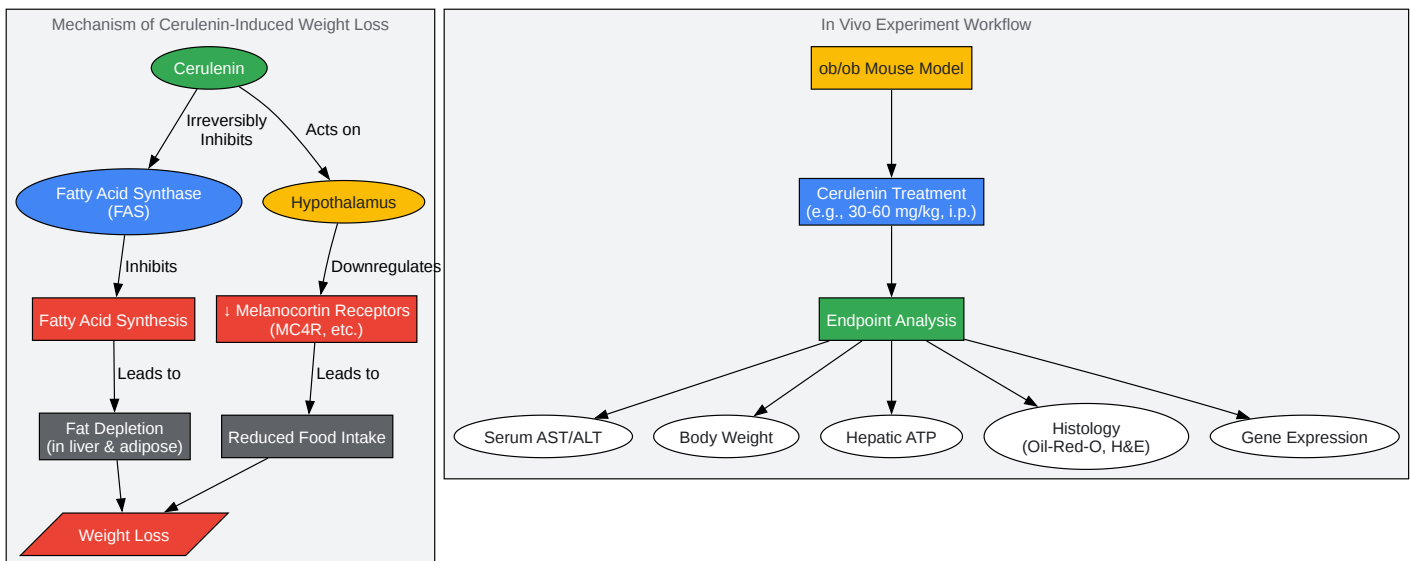 Mechanism of Cerulenin-Induced Weight Loss
Cerulenin
Irreversibly
Inhibits
Acts on
Fatty Acid Synthase
(FAS)
Hypothalamus
Inhibits
Downregulates
Fatty Acid Synthesis
↓ Melanocortin Receptors
(MC4R, etc.)
Leads to
Leads to
Fat Depletion
(in liver & adipose)
Reduced Food Intake
Weight Loss
In Vivo Experiment Workflow
ob/ob Mouse Model
Cerulenin Treatment
(e.g., 30-60 mg/kg, i.p.)
Endpoint Analysis
Serum AST/ALT
Body Weight
Hepatic ATP
Histology
(Oil-Red-O, H&E)
Gene Expression